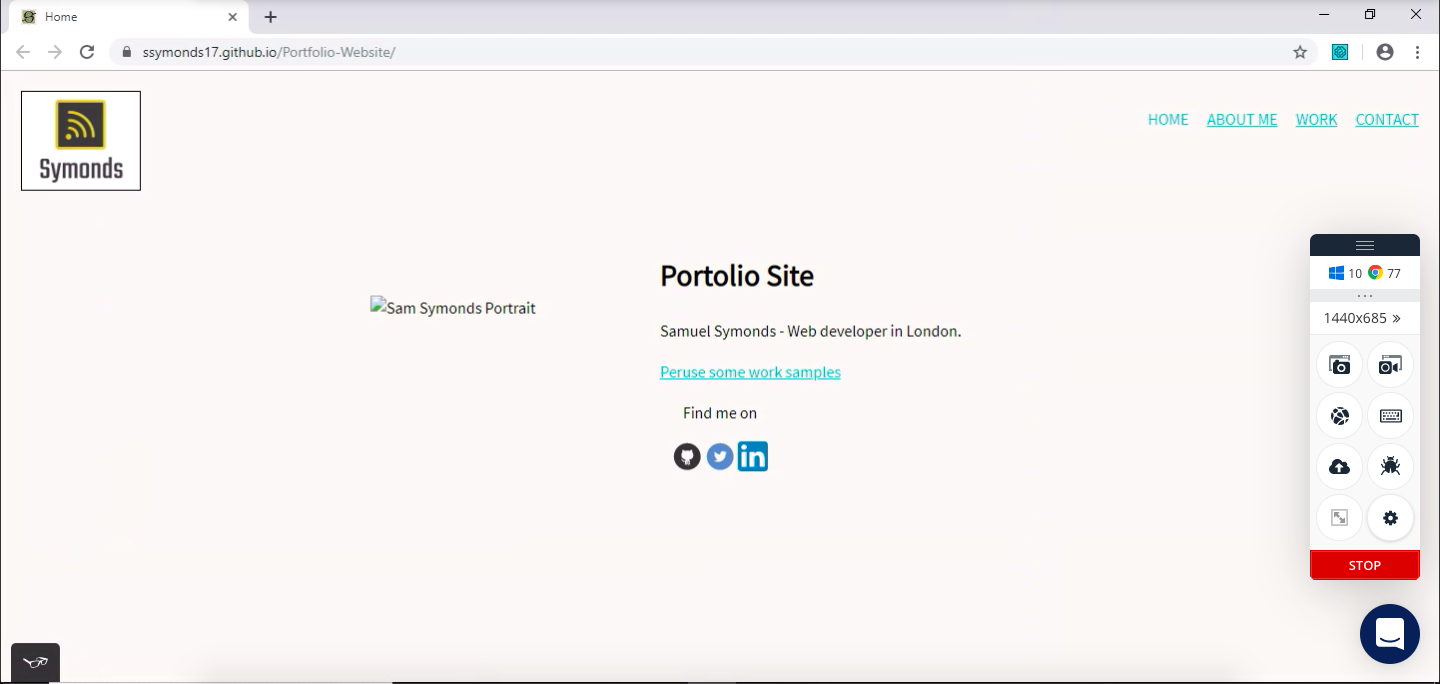 Home
ssymonds17.github.io/Portfolio-Website/
Symonds
HOME ABOUT ME WORK CONTACT
Sam Symonds Portrait
Portolio Site
Samuel Symonds - Web developer in London.
Peruse some work samples
Find me on
in
10 77
1440x685 »
STOP